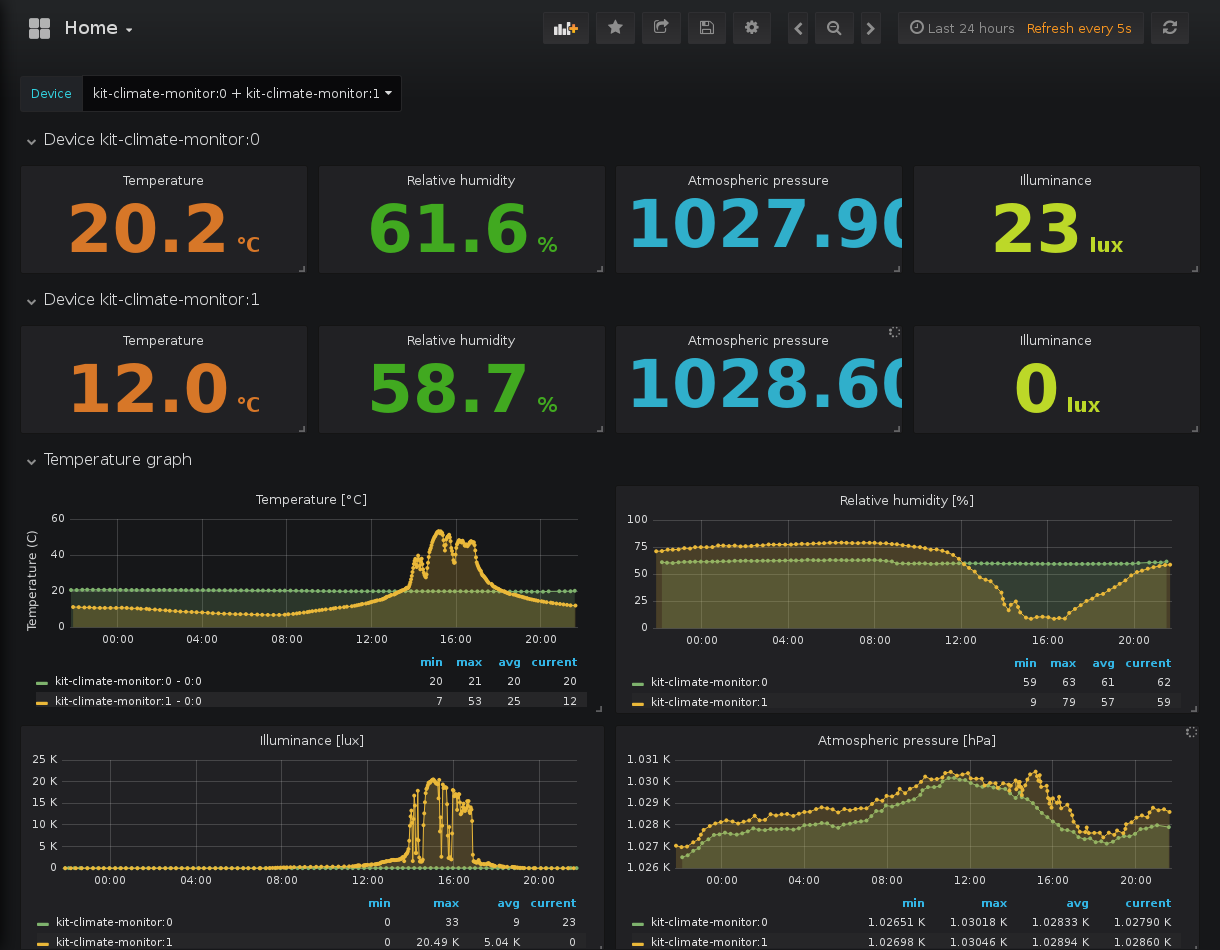 Home
Last 24 hours Refresh every 5s
Device kit-climate-monitor:0 + kit-climate-monitor:1
Device kit-climate-monitor:0
Temperature Relative humidity Atmospheric pressure Illuminance
20.2 °C 61.6 % 1027.90 23 lux
Device kit-climate-monitor:1
Temperature Relative humidity Atmospheric pressure Illuminance
12.0 °C 58.7 % 1028.60 0 lux
Temperature graph
Temperature [°C]
Temperature (C)
60
40
20
0
00:00 04:00 08:00 12:00 16:00 20:00
min max avg current
kit-climate-monitor:0 - 0:0 20 21 20 20
kit-climate-monitor:1 - 0:0 7 53 25 12
Relative humidity [%]
100
75
50
25
0
00:00 04:00 08:00 12:00 16:00 20:00
min max avg current
kit-climate-monitor:0 59 63 61 62
kit-climate-monitor:1 9 79 57 59
Illuminance [lux]
25 K
20 K
15 K
10 K
5 K
0
00:00 04:00 08:00 12:00 16:00 20:00
min max avg current
kit-climate-monitor:0 0 33 9 23
kit-climate-monitor:1 0 20.49 K 5.04 K 0
Atmospheric pressure [hPa]
1.031 K
1.030 K
1.029 K
1.028 K
1.027 K
1.026 K
00:00 04:00 08:00 12:00 16:00 20:00
min max avg current
kit-climate-monitor:0 1.02651 K 1.03018 K 1.02833 K 1.02790 K
kit-climate-monitor:1 1.02698 K 1.03046 K 1.02894 K 1.02860 K